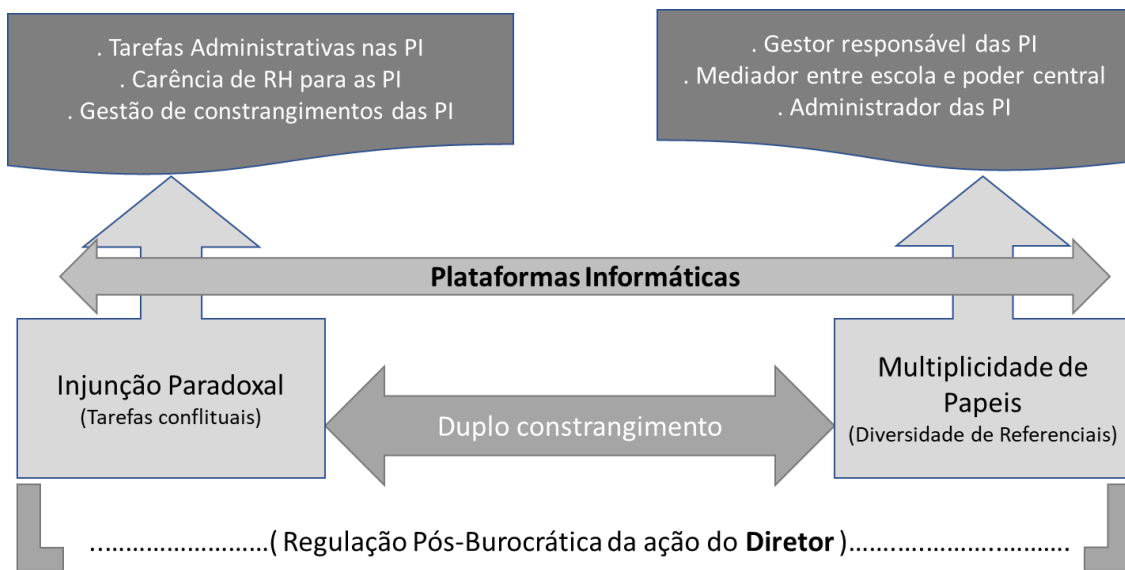 . Tarefas Administrativas nas PI
. Carência de RH para as PI
. Gestão de constrangimentos das PI
. Gestor responsável das PI
. Mediador entre escola e poder central
. Administrador das PI
Plataformas Informáticas
Injunção Paradoxal
(Tarefas conflituais)
Duplo constrangimento
Multiplicidade de
Papeis
(Diversidade de Referenciais)
..……………………( Regulação Pós-Burocrática da ação do Diretor)…….………………….